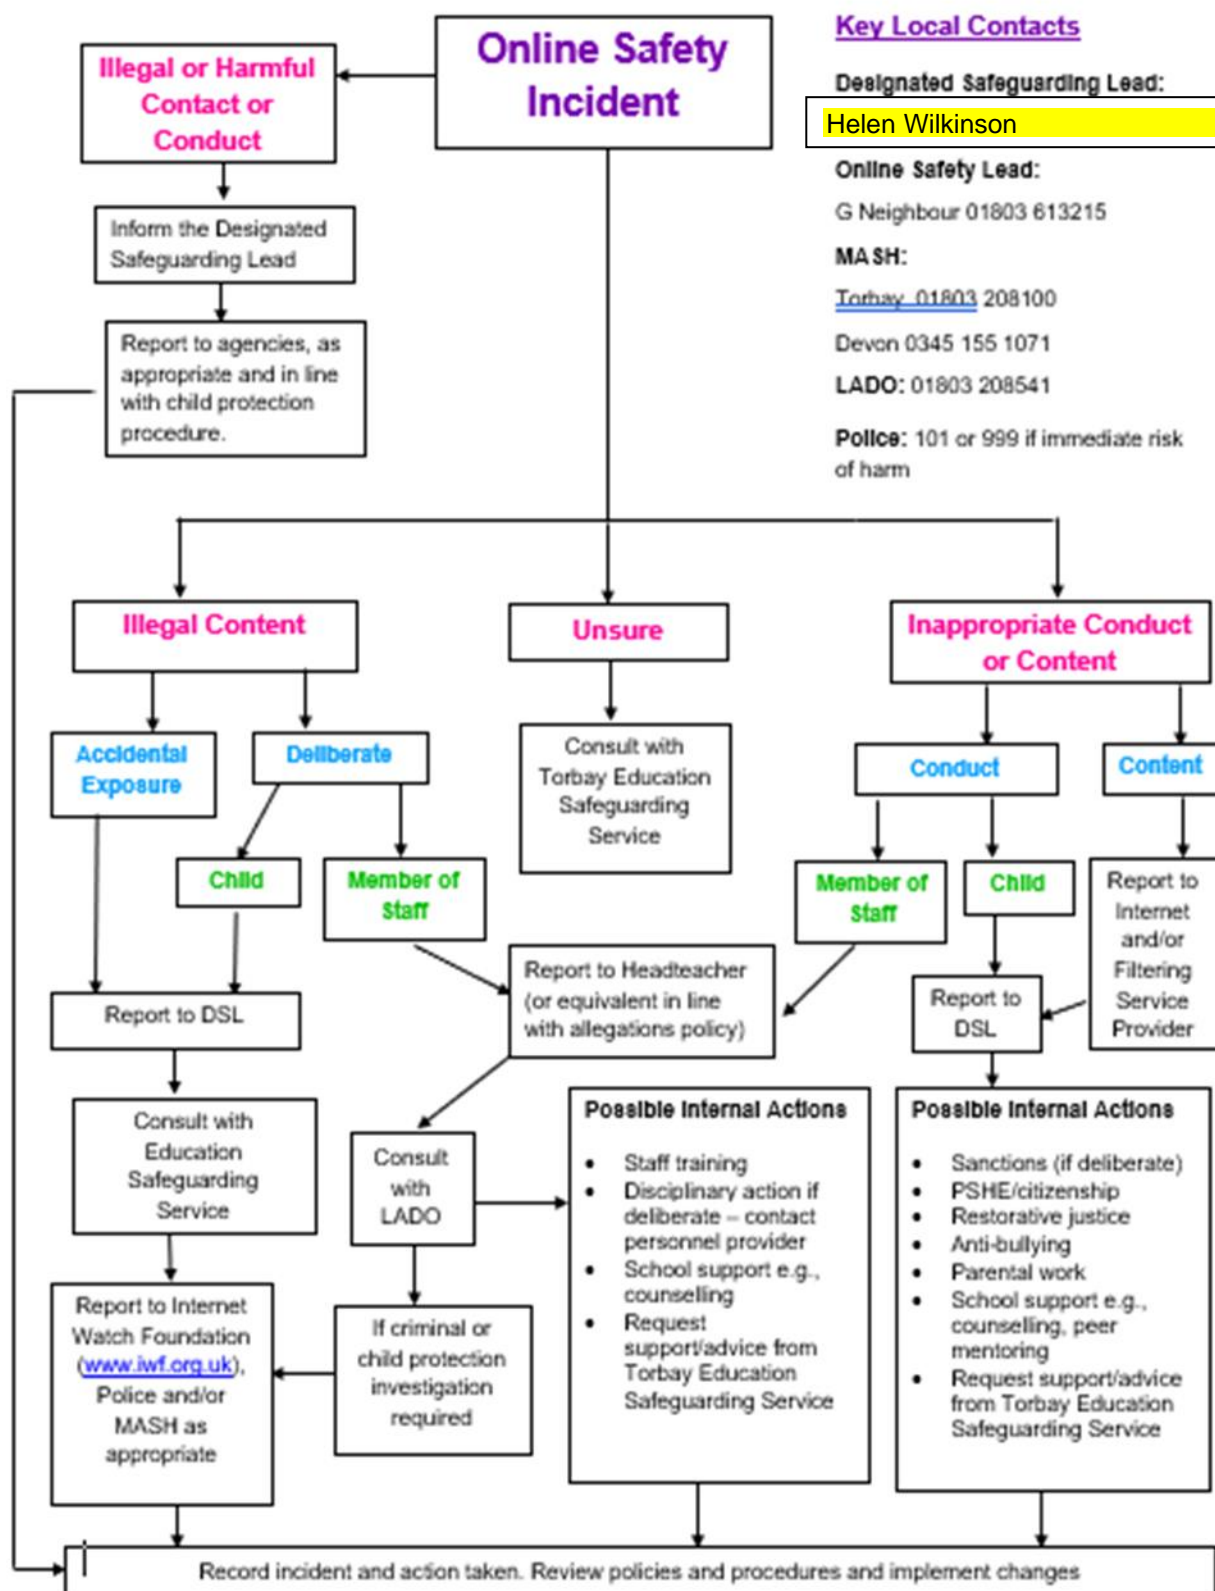 Online Safety
Incident
Illegal or Harmful
Contact or
Conduct
Inform the Designated
Safeguarding Lead
Report to agencies, as
appropriate and in line
with child protection
procedure.
Key Local Contacts
Designated Safeguarding Lead:
Helen Wilkinson
Online Safety Lead:
G Neighbour 01803 613215
MASH:
Torbay 01803 208100
Devon 0345 155 1071
LADO: 01803 208541
Police: 101 or 999 if immediate risk
of harm
Illegal Content
Accidental
Exposure
Deliberate
Child
Member of
Staff
Report to DSL
Consult with
Education
Safeguarding
Service
Report to Internet
Watch Foundation
(www.iwf.org.uk),
Police and/or
MASH as
appropriate
Unsure
Consult with
Torbay Education
Safeguarding
Service
Report to Headteacher
(or equivalent in line
with allegations policy)
Consult
with
LADO
If criminal or
child protection
investigation
required
Possible Internal Actions
• Staff training
• Disciplinary action if
deliberate – contact
personnel provider
• School support e.g.,
counselling
• Request
support/advice from
Torbay Education
Safeguarding Service
Inappropriate Conduct
or Content
Conduct
Content
Member of
Staff
Child
Report to
Internet
and/or
Filtering
Service
Provider
Report to
DSL
Possible Internal Actions
• Sanctions (if deliberate)
• PSHE/citizenship
• Restorative justice
• Anti-bullying
• Parental work
• School support e.g.,
counselling, peer
mentoring
• Request support/advice
from Torbay Education
Safeguarding Service
Record incident and action taken. Review policies and procedures and implement changes